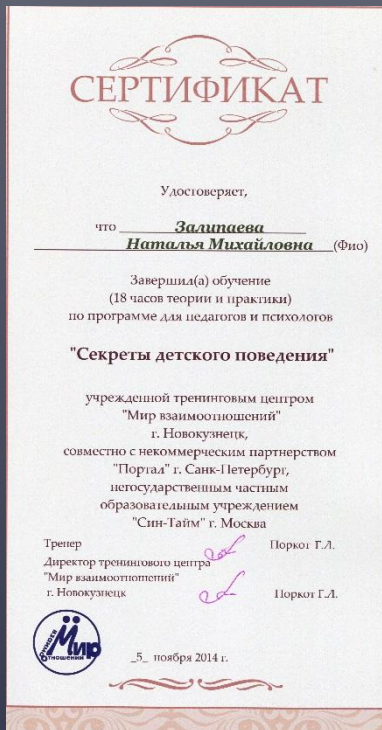 СЕРТИФИКАТ
Удостоверяет,
что Залипаева
Наталья Михайловна (Фио)
Завершил(а) обучение
(18 часов теории и практики)
по программе для педагогов и психологов
"Секреты детского поведения"
учрежденной тренинговым центром
"Мир взаимоотношений"
г. Новокузнецк,
совместно с некоммерческим партнерством
"Портал" г. Санк-Петербург,
негосударственным частным
образовательным учреждением
"Син-Тайм" г. Москва
Тренер Поркот Г.Л.
Директор тренингового центра
"Мир взаимоотношений"
г. Новокузнецк Поркот Г.Л.
Мир
_5_ ноября 2014 г.